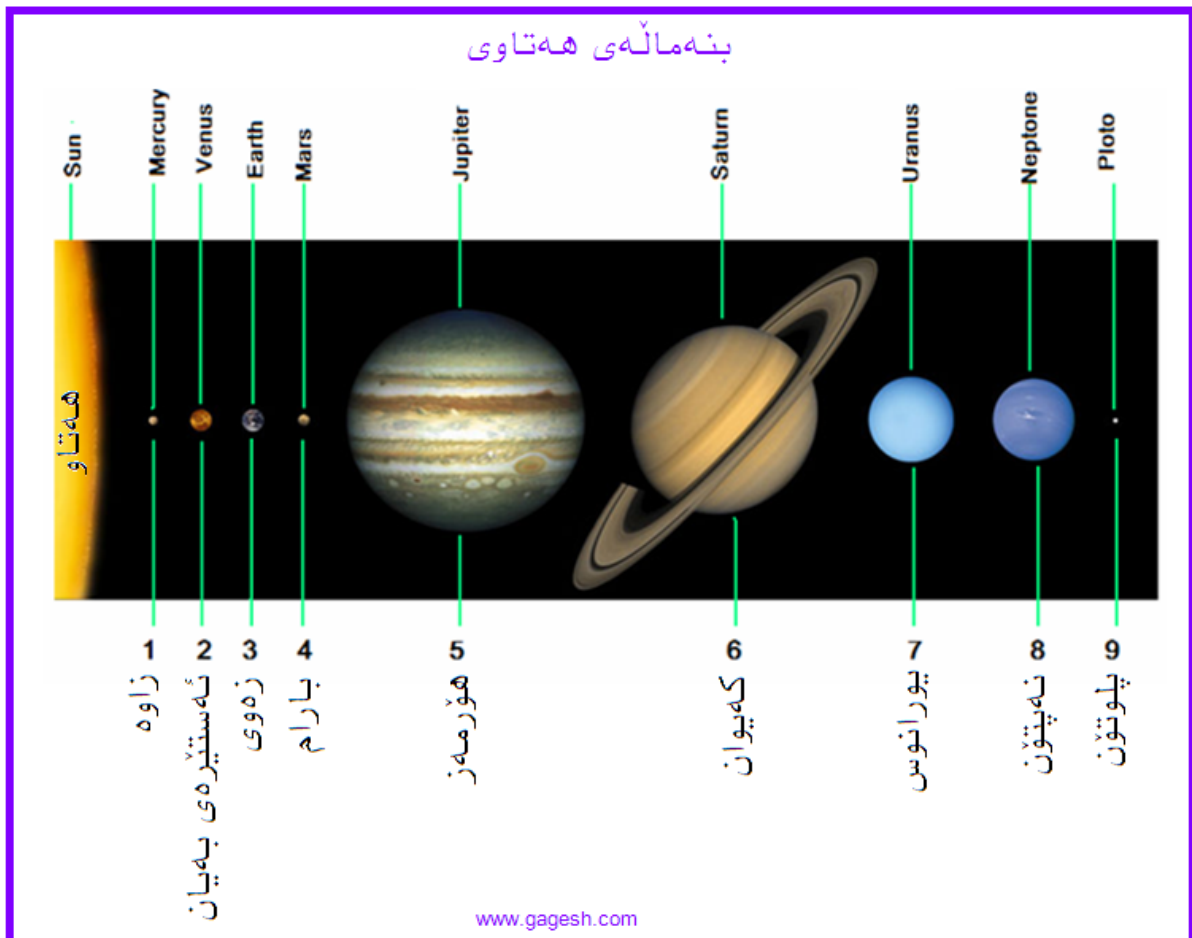 بنەماڵەی هەتاوی
Sun
Mercury
Venus
Earth
Mars
Jupiter
Saturn
Uranus
Neptone
Ploto
هەتاو
1
2
3
4
5
6
7
8
9
زاوە
ئەستێرەی بەیان
زەوی
بارام
هۆرمەز
کەیوان
یورانوس
نەپتۆن
پلوتۆن
www.gagesh.com